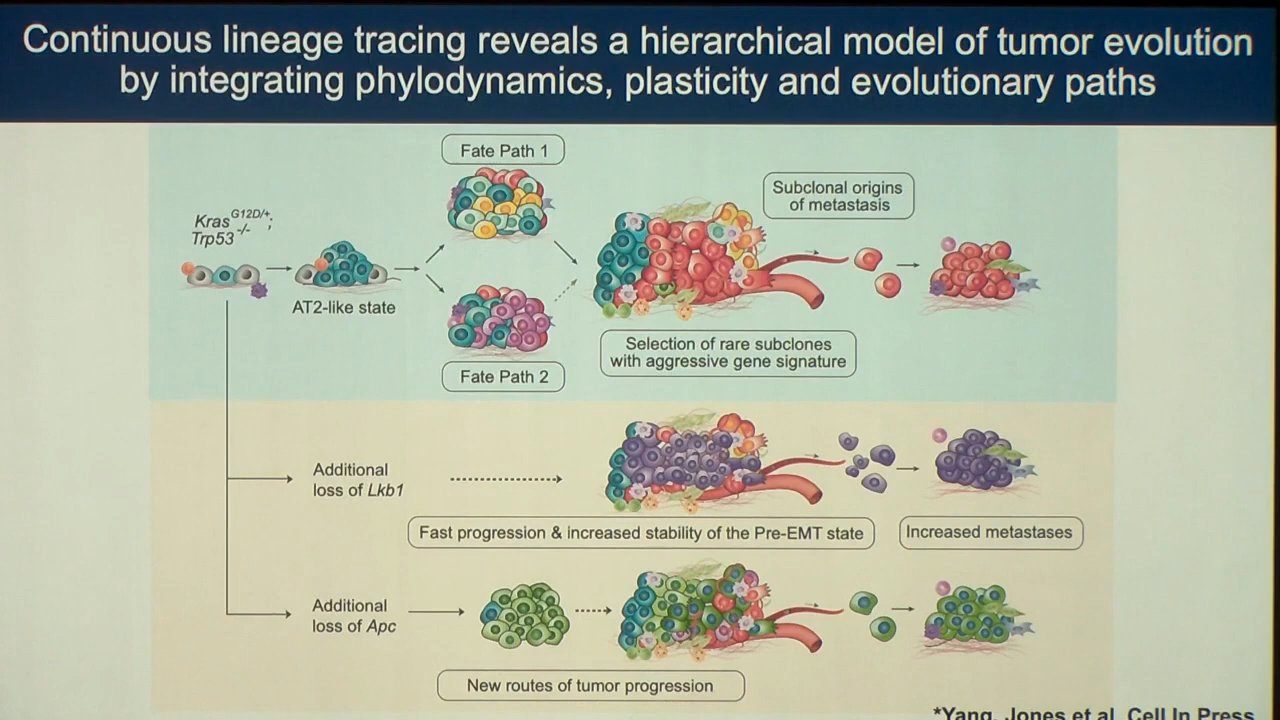 Continuous lineage tracing reveals a hierarchical model of tumor evolution
by integrating phylodynamics, plasticity and evolutionary paths
Fate Path 1
Kras^G12D/+;
Trp53^-/-
AT2-like state
Fate Path 2
Subclonal origins
of metastasis
Selection of rare subclones
with aggressive gene signature
Additional
loss of Lkb1
Fast progression & increased stability of the Pre-EMT state
Increased metastases
Additional
loss of Apc
New routes of tumor progression
*Yang, Jones et al, Cell In Press